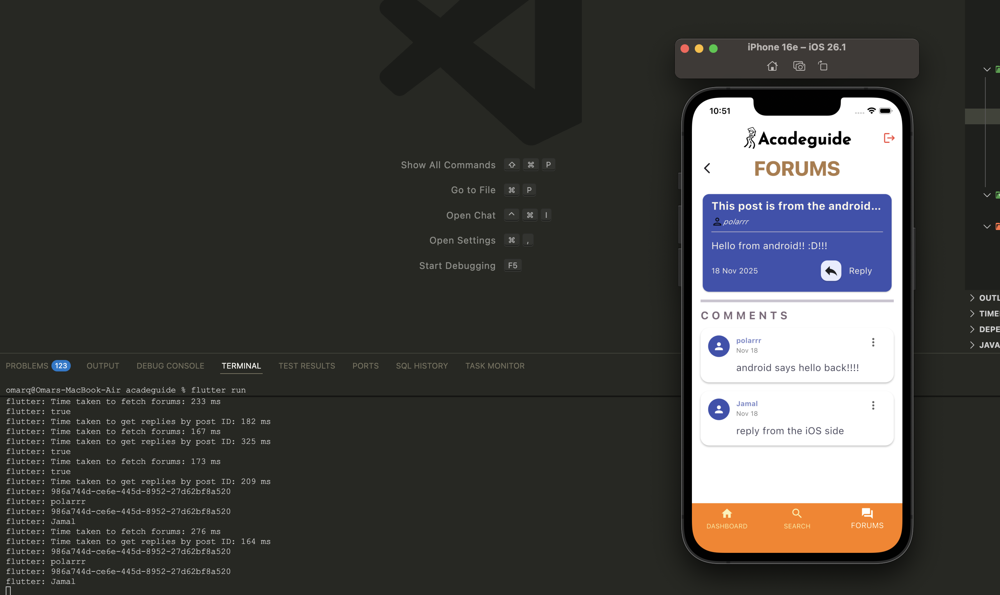 Show All Commands ⇧ ⌘ P
Go to File ⌘ P
Open Chat ^ ⌘ I
Open Settings ⌘ ,
Start Debugging F5
iPhone 16e – iOS 26.1
10:51
Acadeguide
FORUMS
This post is from the android...
polarrr
Hello from android!! :D!!!
18 Nov 2025
Reply
COMMENTS
polarrr
Nov 18
android says hello back!!!!
Jamal
Nov 18
reply from the iOS side
DASHBOARD
SEARCH
FORUMS
OUTL
TIME
DEPE
JAVA
PROBLEMS 123 OUTPUT DEBUG CONSOLE TERMINAL TEST RESULTS PORTS SQL HISTORY TASK MONITOR
omarq@Omars-MacBook-Air acadeguide % flutter run
flutter: Time taken to fetch forums: 233 ms
flutter: true
flutter: Time taken to get replies by post ID: 182 ms
flutter: Time taken to fetch forums: 167 ms
flutter: Time taken to get replies by post ID: 325 ms
flutter: true
flutter: Time taken to fetch forums: 173 ms
flutter: true
flutter: Time taken to get replies by post ID: 209 ms
flutter: 986a744d-ce6e-445d-8952-27d62bf8a520
flutter: polarrr
flutter: 986a744d-ce6e-445d-8952-27d62bf8a520
flutter: Jamal
flutter: Time taken to fetch forums: 276 ms
flutter: Time taken to get replies by post ID: 164 ms
flutter: 986a744d-ce6e-445d-8952-27d62bf8a520
flutter: polarrr
flutter: 986a744d-ce6e-445d-8952-27d62bf8a520
flutter: Jamal